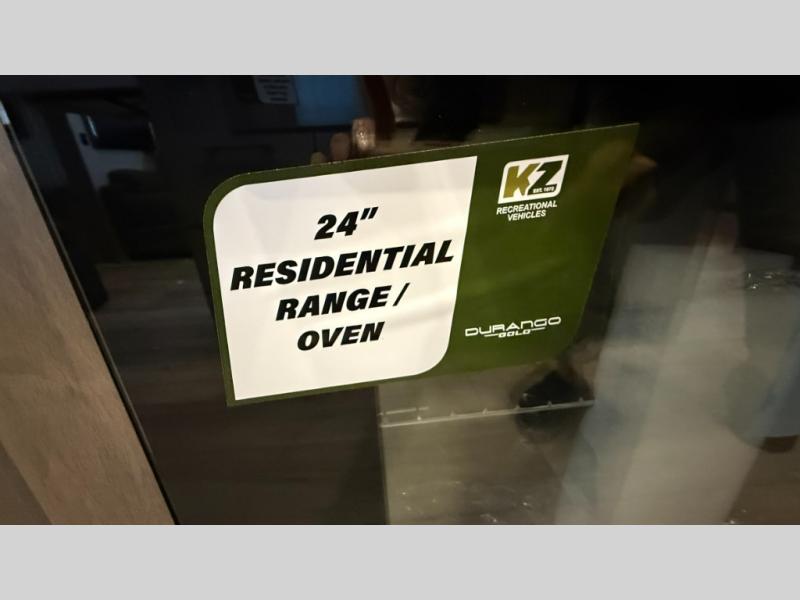 24"
RESIDENTIAL
RANGE/
OVEN
KZ
EST. 1972
RECREATIONAL
VEHICLES
DURANGO
GOLD